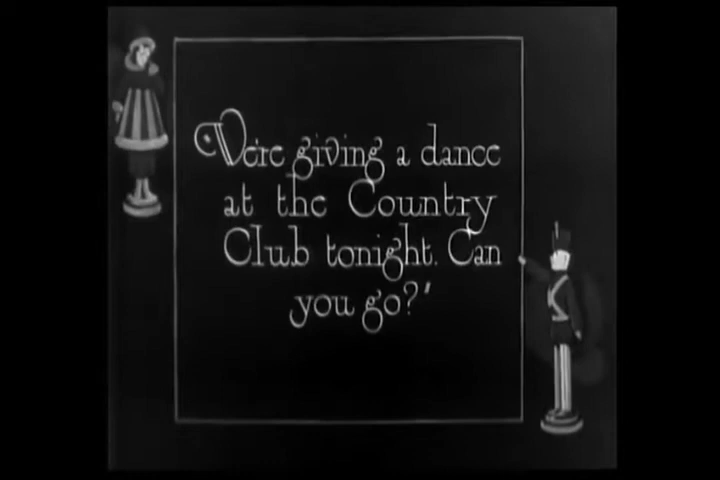 "We're giving a dance
at the Country
Club tonight. Can
you go?"